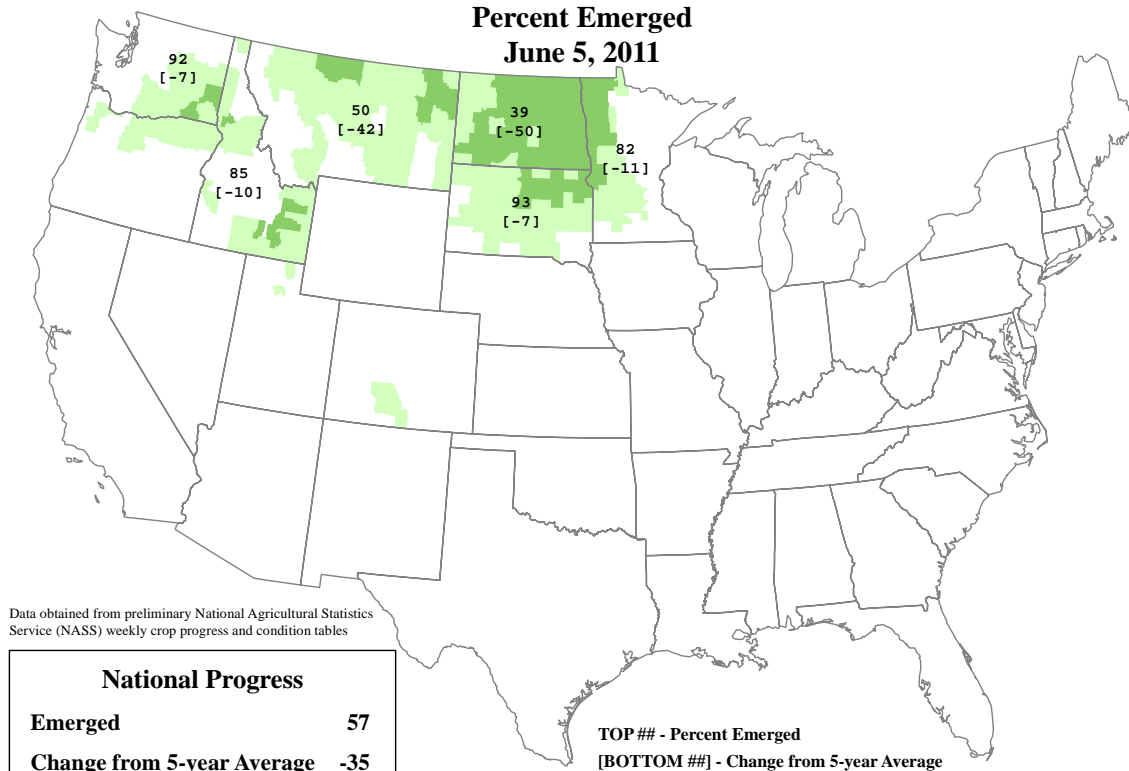 Percent Emerged
June 5, 2011
92
[-7]
50
[-42]
39
[-50]
82
[-11]
85
[-10]
93
[-7]
Data obtained from preliminary National Agricultural Statistics
Service (NASS) weekly crop progress and condition tables
National Progress
Emerged 57
Change from 5-year Average -35
TOP ## - Percent Emerged
[BOTTOM ##] - Change from 5-year Average